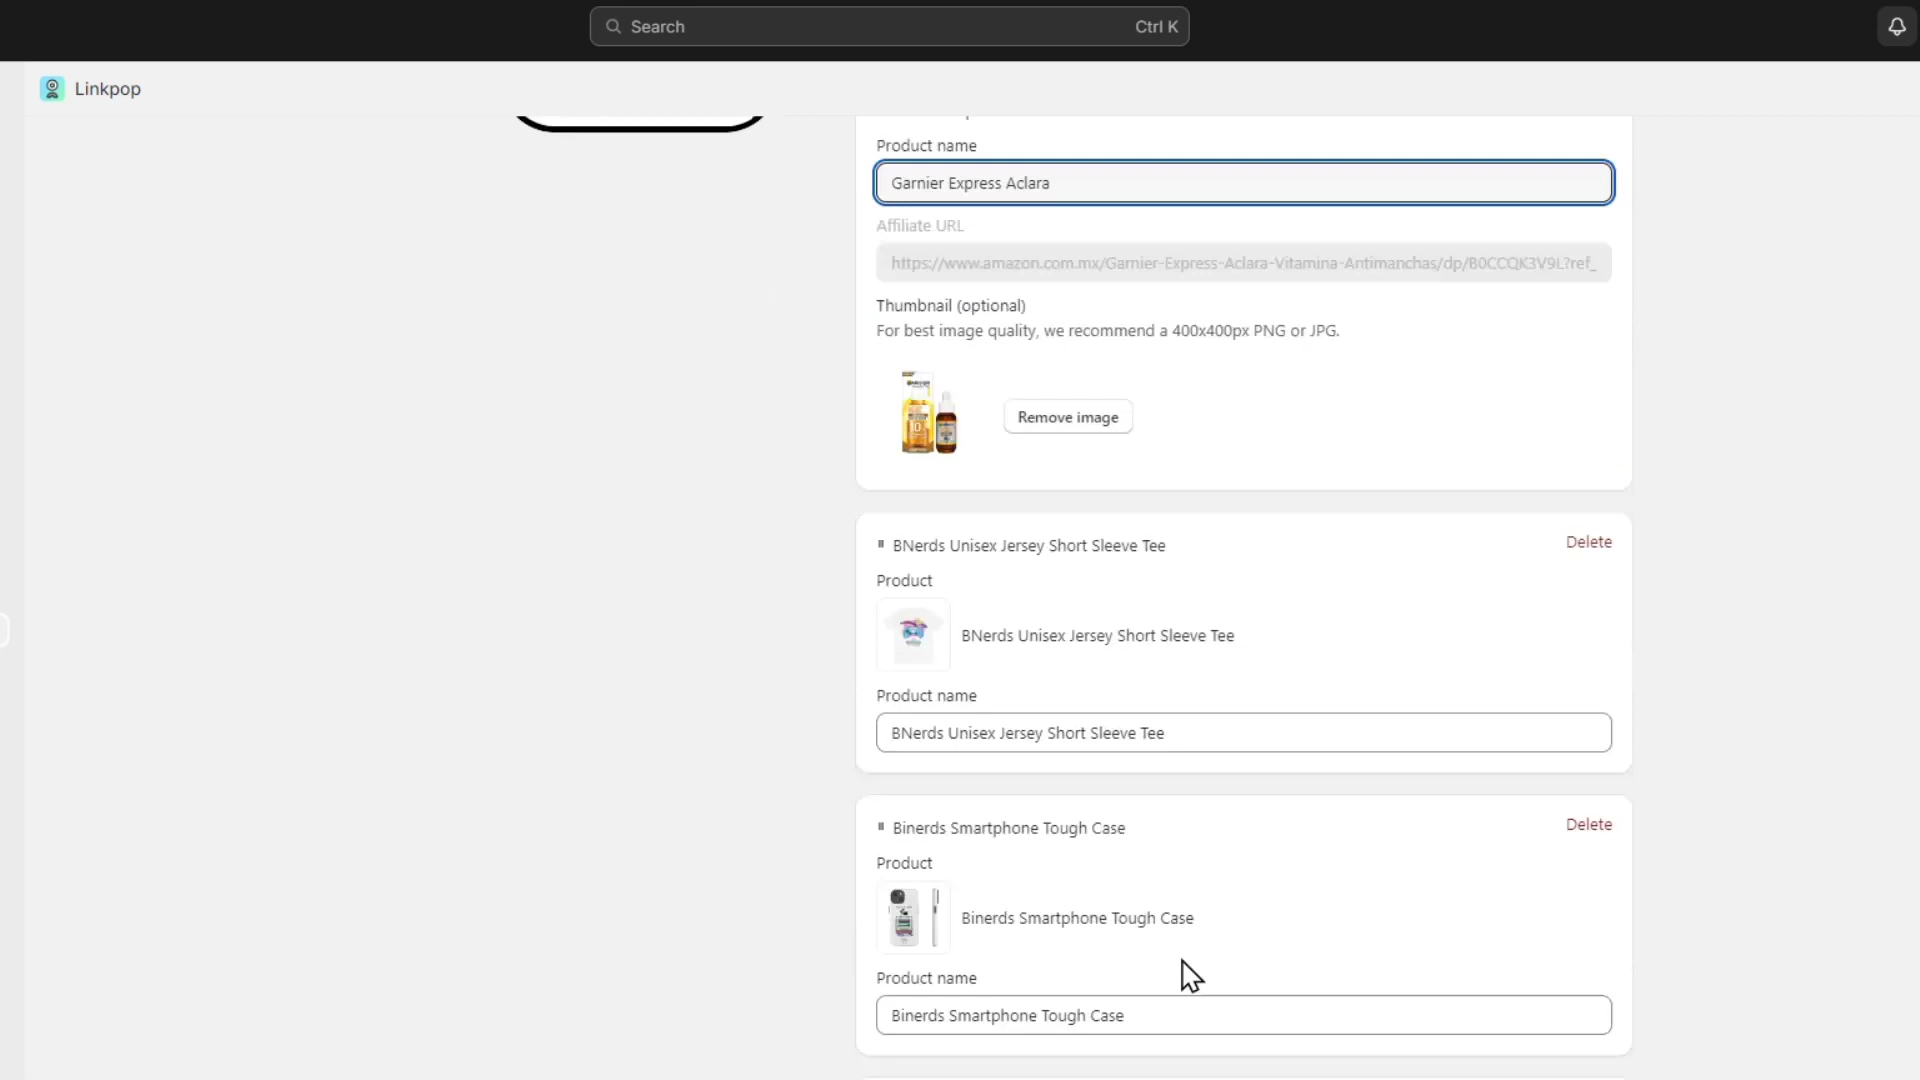 Search
Ctrl K
Linkpop
Product name
Garnier Express Aclara
Affiliate URL
https://www.amazon.com.mx/Garnier-Express-Aclara-Vitamina-Antimanchas/dp/B0CCQK3V9L?ref_
Thumbnail (optional)
For best image quality, we recommend a 400x400px PNG or JPG.
Remove image
BNerds Unisex Jersey Short Sleeve Tee
Delete
Product
BNerds Unisex Jersey Short Sleeve Tee
Product name
BNerds Unisex Jersey Short Sleeve Tee
Binerds Smartphone Tough Case
Delete
Product
Binerds Smartphone Tough Case
Product name
Binerds Smartphone Tough Case